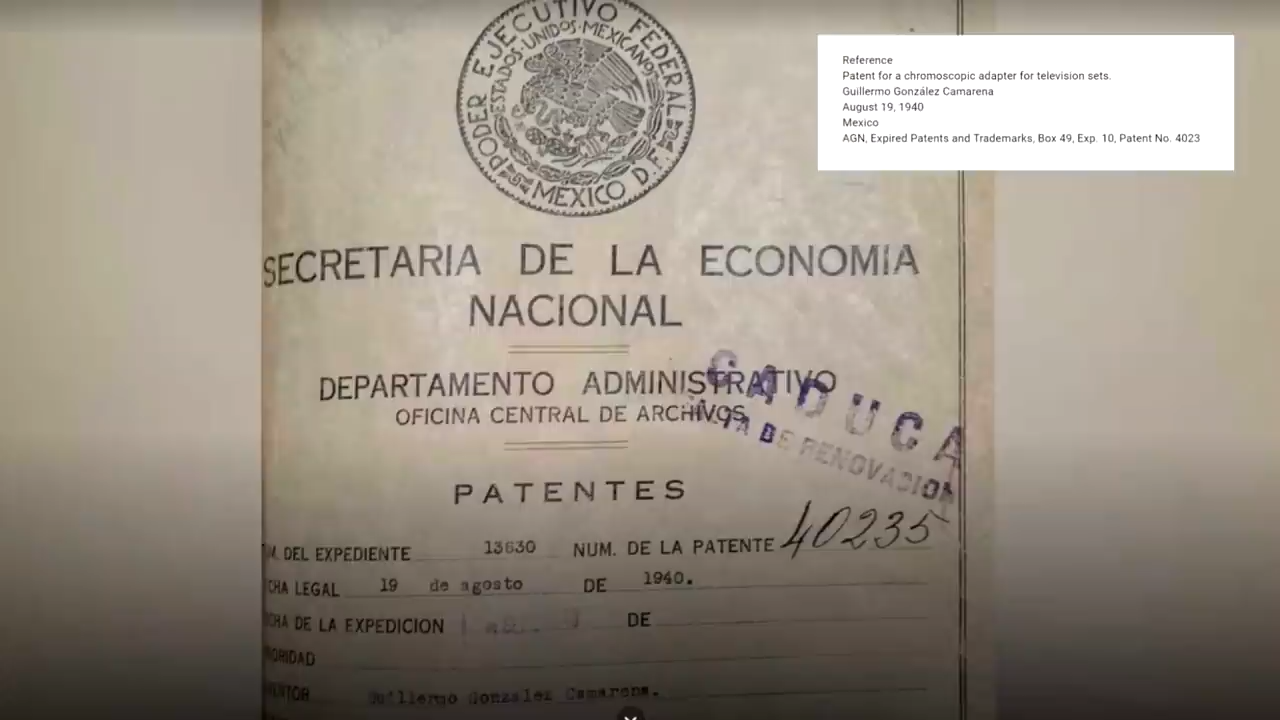 PODER EJECUTIVO FEDERAL
ESTADOS·UNIDOS·MEXICANOS
MEXICO D.F.
Reference
Patent for a chromoscopic adapter for television sets.
Guillermo González Camarena
August 19, 1940
Mexico
AGN, Expired Patents and Trademarks, Box 49, Exp. 10, Patent No. 4023
SECRETARIA DE LA ECONOMIA
NACIONAL
DEPARTAMENTO ADMINISTRATIVO
OFICINA CENTRAL DE ARCHIVOS
CADUCA
DE RENOVACION
PATENTES
DEL EXPEDIENTE 13630 NUM. DE LA PATENTE 40235
LEGAL 19 de agosto DE 1940.
DE LA EXPEDICION DE
Guillermo González Camarena.